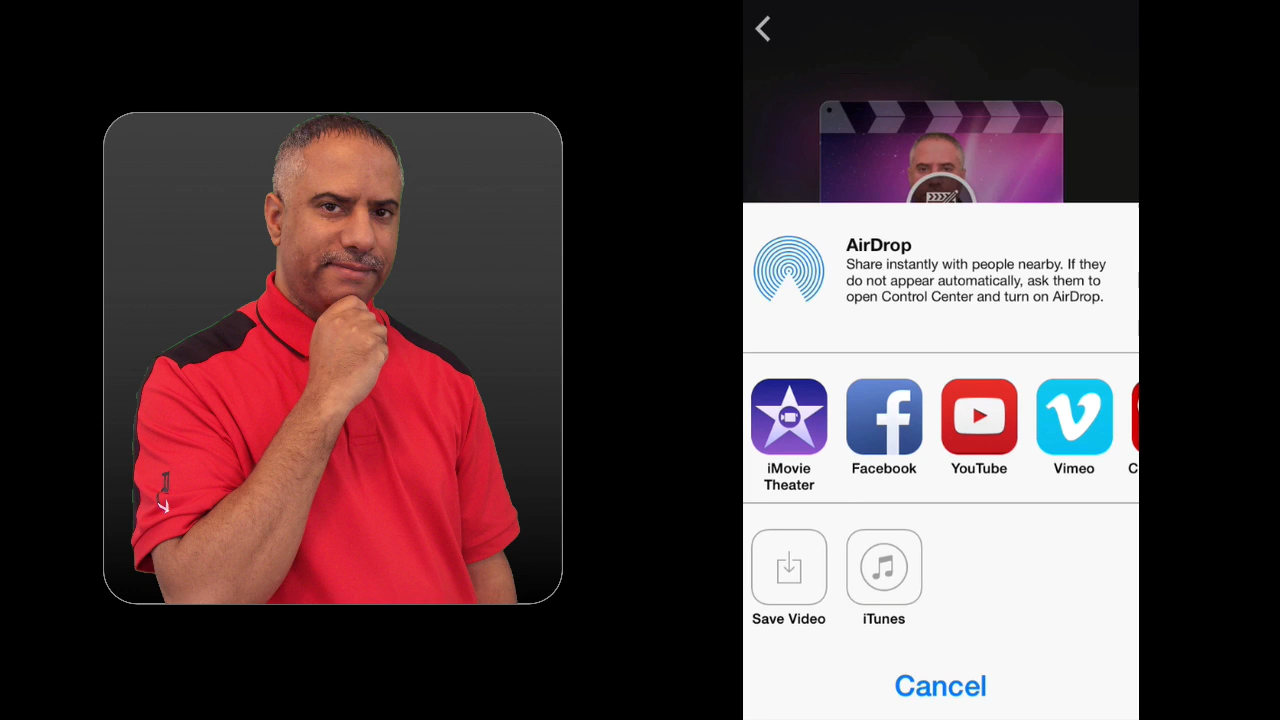 AirDrop
Share instantly with people nearby. If they
do not appear automatically, ask them to
open Control Center and turn on AirDrop.
iMovie
Theater
Facebook
YouTube
Vimeo
C
Save Video
iTunes
Cancel